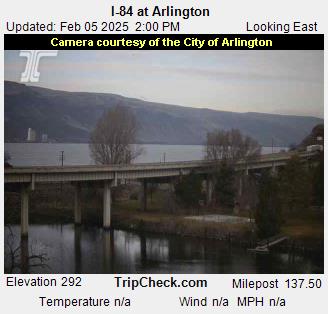 I-84 at Arlington
Updated: Feb 05 2025 2:00 PM Looking East
Camera courtesy of the City of Arlington
Elevation 292 TripCheck.com Milepost 137.50
Temperature n/a Wind n/a MPH n/a